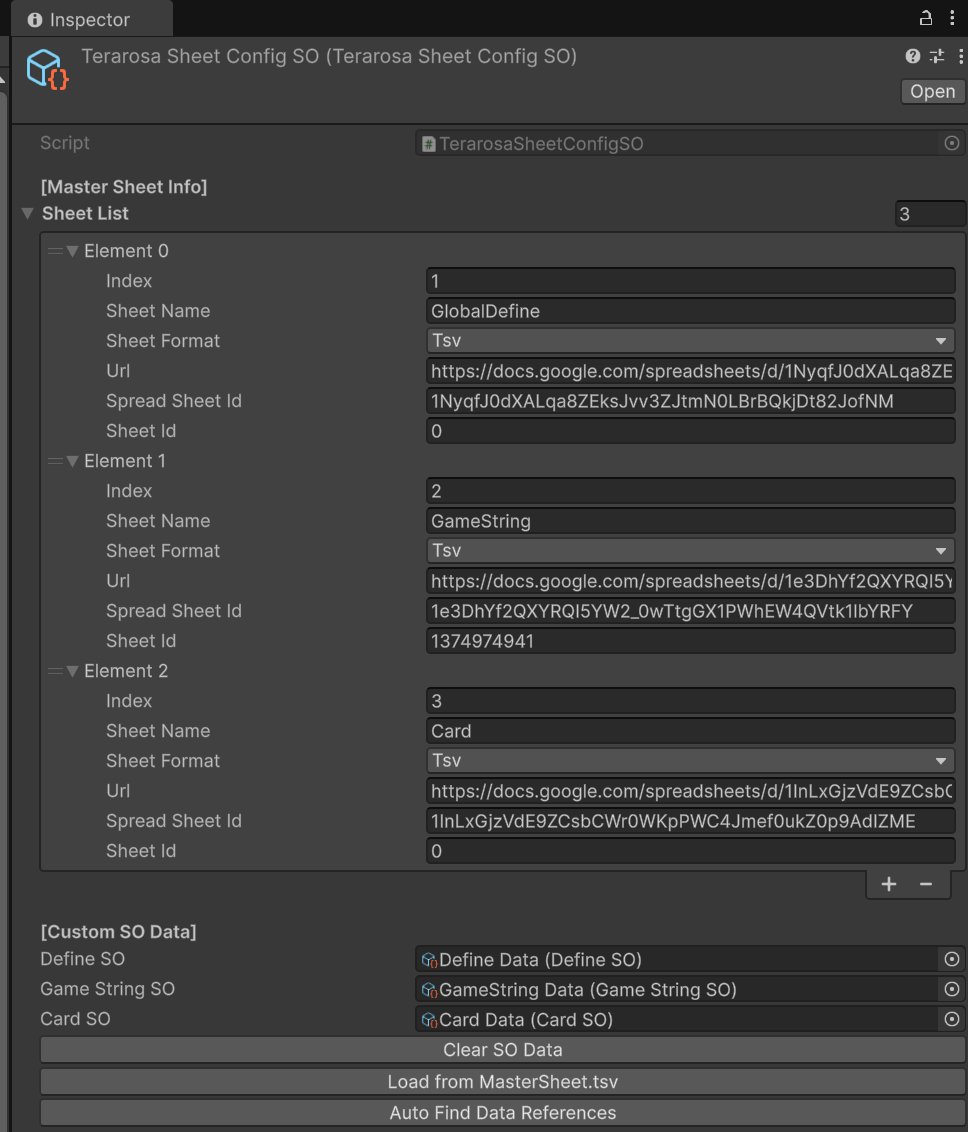 Inspector
Terarosa Sheet Config SO (Terarosa Sheet Config SO)
Open
Script
TerarosaSheetConfigSO
[Master Sheet Info]
Sheet List
3
Element 0
Index
1
Sheet Name
GlobalDefine
Sheet Format
Tsv
Url
https://docs.google.com/spreadsheets/d/1NyqfJ0dXALqa8ZE
Spread Sheet Id
1NyqfJ0dXALqa8ZEksJvv3ZJtmN0LBrBQkjDt82JofNM
Sheet Id
0
Element 1
Index
2
Sheet Name
GameString
Sheet Format
Tsv
Url
https://docs.google.com/spreadsheets/d/1e3DhYf2QXYRQI5Y
Spread Sheet Id
1e3DhYf2QXYRQI5YW2_0wTtgGX1PWhEW4QVtk1IbYRFY
Sheet Id
1374974941
Element 2
Index
3
Sheet Name
Card
Sheet Format
Tsv
Url
https://docs.google.com/spreadsheets/d/1InLxGjzVdE9ZCsbC
Spread Sheet Id
1InLxGjzVdE9ZCsbCWr0WKpPWC4Jmef0ukZ0p9AdIZME
Sheet Id
0
[Custom SO Data]
Define SO
Define Data (Define SO)
Game String SO
GameString Data (Game String SO)
Card SO
Card Data (Card SO)
Clear SO Data
Load from MasterSheet.tsv
Auto Find Data References